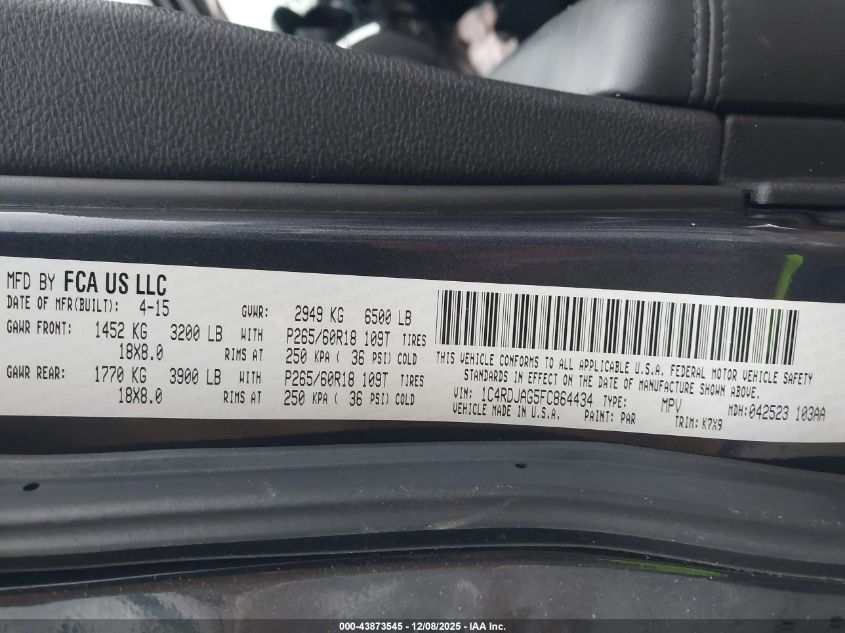 MFD BY FCA US LLC
DATE OF MFR(BUILT): 4-15 GVWR: 2949 KG 6500 LB
GAWR FRONT: 1452 KG 3200 LB WITH P265/60R18 109T TIRES
18X8.0 RIMS AT 250 KPA ( 36 PSI) COLD
GAWR REAR: 1770 KG 3900 LB WITH P265/60R18 109T TIRES
18X8.0 RIMS AT 250 KPA ( 36 PSI) COLD
THIS VEHICLE CONFORMS TO ALL APPLICABLE U.S.A. FEDERAL MOTOR VEHICLE SAFETY
STANDARDS IN EFFECT ON THE DATE OF MANUFACTURE SHOWN ABOVE.
VIN: 1C4RDJAG5FC864434 TYPE: MPV MDH: 042523 103AA
VEHICLE MADE IN U.S.A. PAINT: PAR TRIM: K7X9
000-43873545 - 12/08/2025 - IAA Inc.